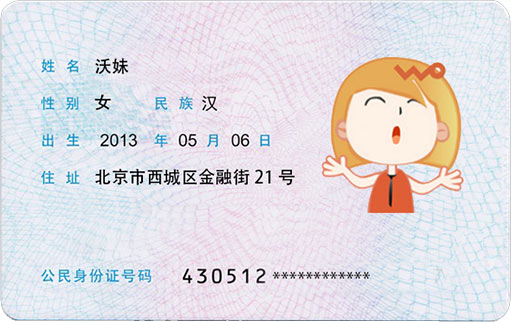 姓名 沃妹
性别 女 民族 汉
出生 2013 年 05 月 06 日
住址 北京市西城区金融街 21 号
公民身份证号码 430512************